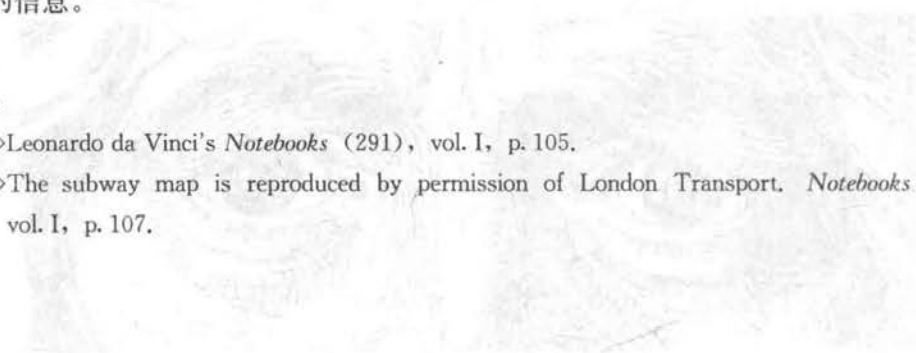 的信息。
>Leonardo da Vinci's Notebooks (291), vol. I, p. 105.
>The subway map is reproduced by permission of London Transport. Notebooks
vol. I, p. 107.